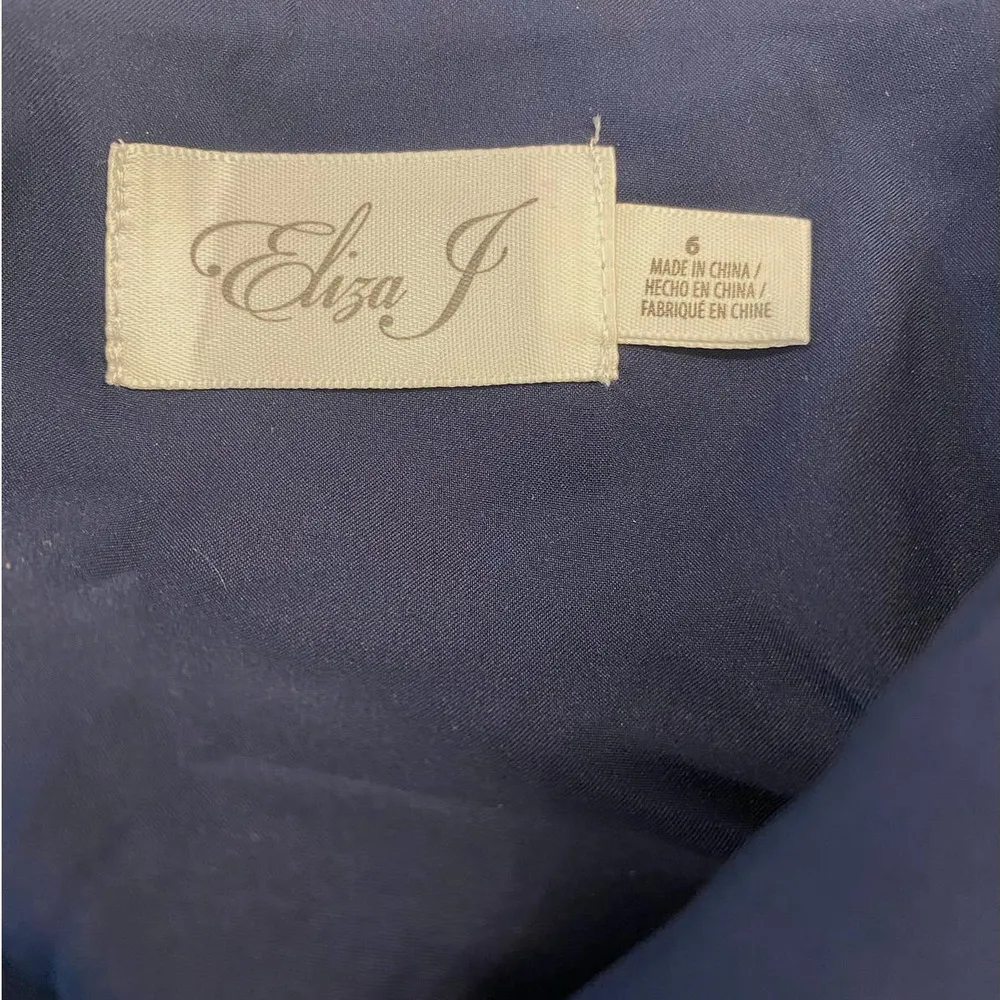 Eliza J
6
MADE IN CHINA /
HECHO EN CHINA /
FABRIQUÉ EN CHINE